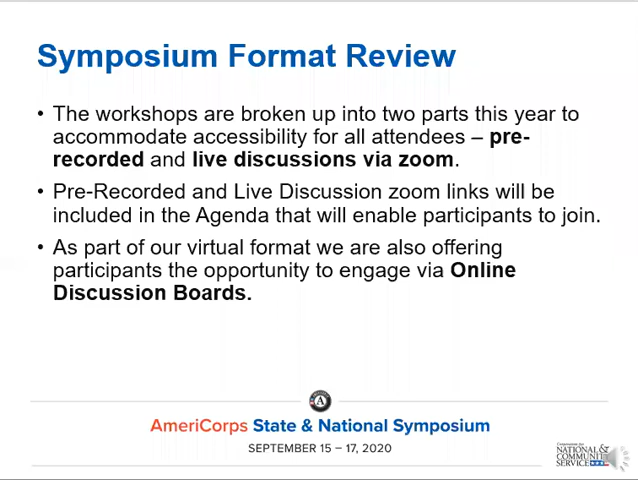 Symposium Format Review
• The workshops are broken up into two parts this year to
accommodate accessibility for all attendees – pre-
recorded and live discussions via zoom.
• Pre-Recorded and Live Discussion zoom links will be
included in the Agenda that will enable participants to join.
• As part of our virtual format we are also offering
participants the opportunity to engage via Online
Discussion Boards.
A
AmeriCorps State & National Symposium
SEPTEMBER 15 – 17, 2020
NATIONAL &
COMMUNITY
SERVICE